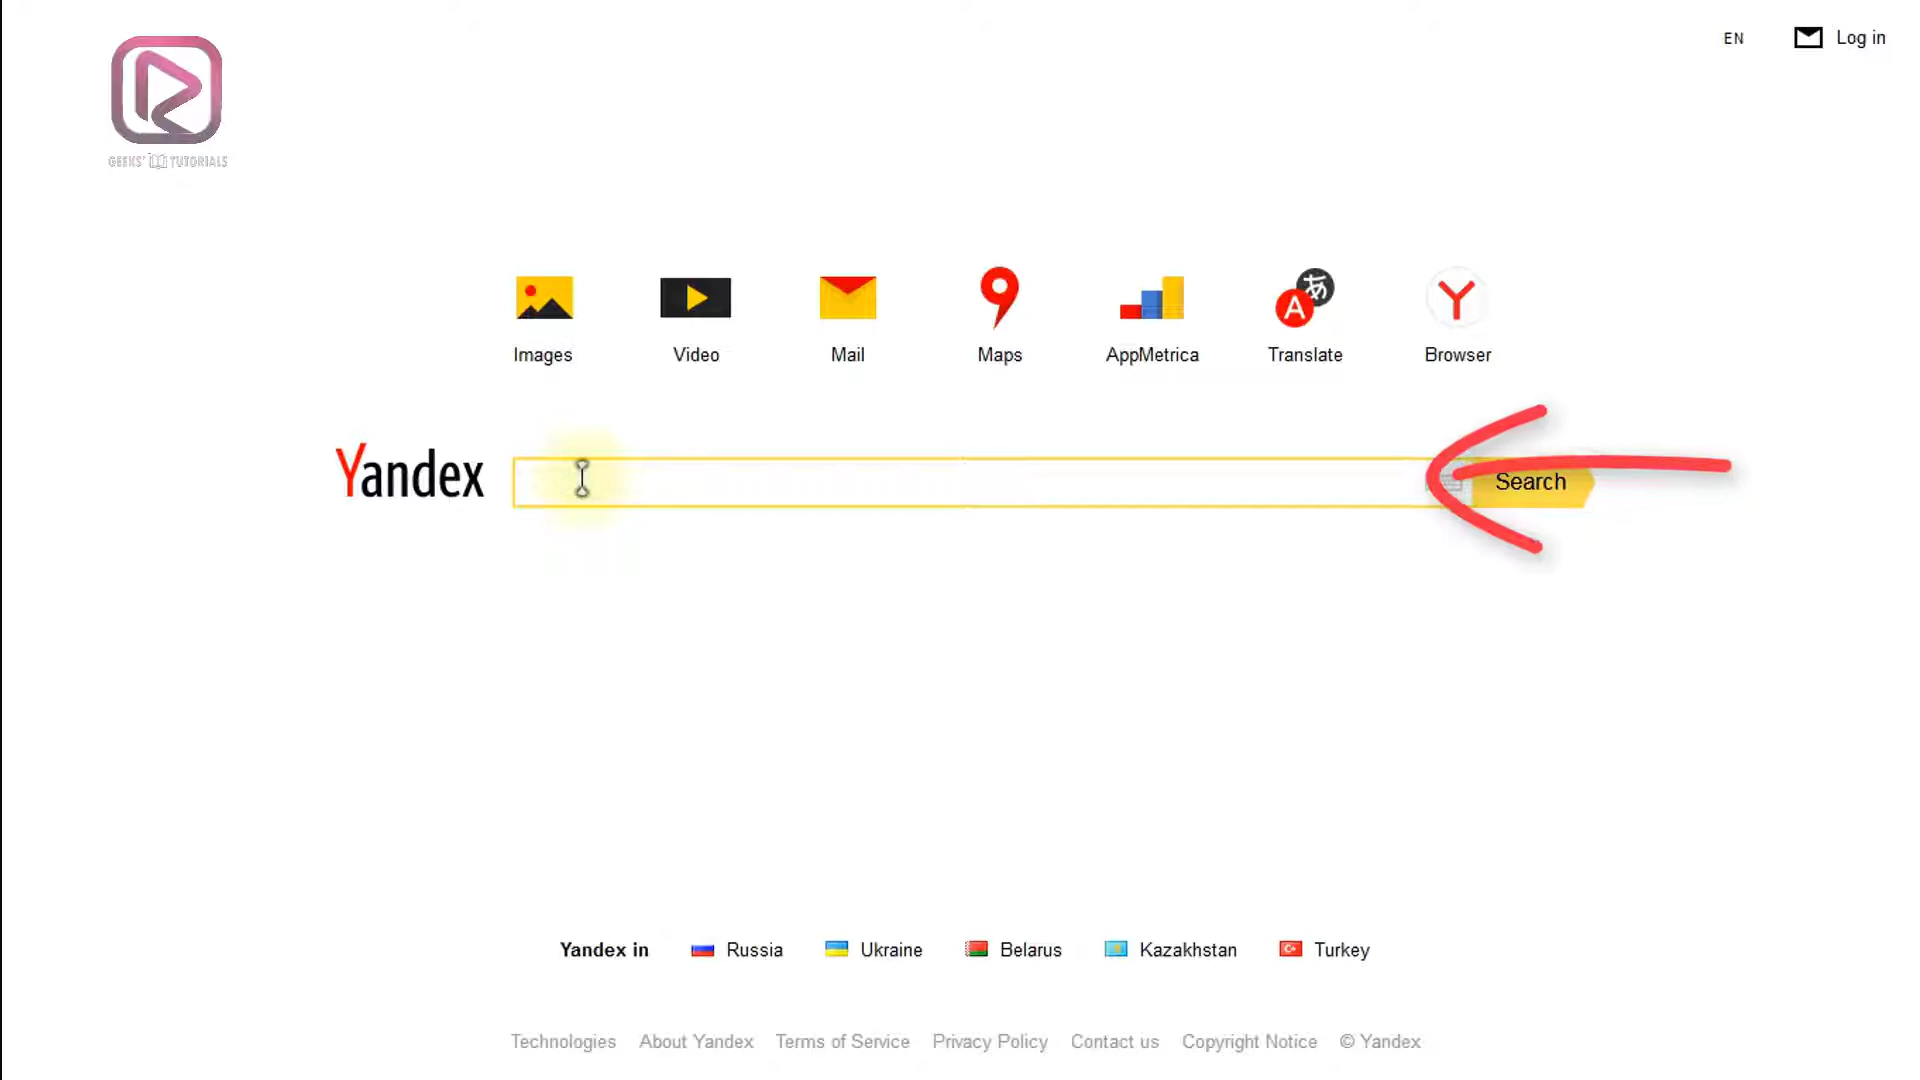 EN Log in
GEEKS' TUTORIALS
Images Video Mail Maps AppMetrica Translate Browser
Yandex Search
Yandex in Russia Ukraine Belarus Kazakhstan Turkey
Technologies About Yandex Terms of Service Privacy Policy Contact us Copyright Notice © Yandex